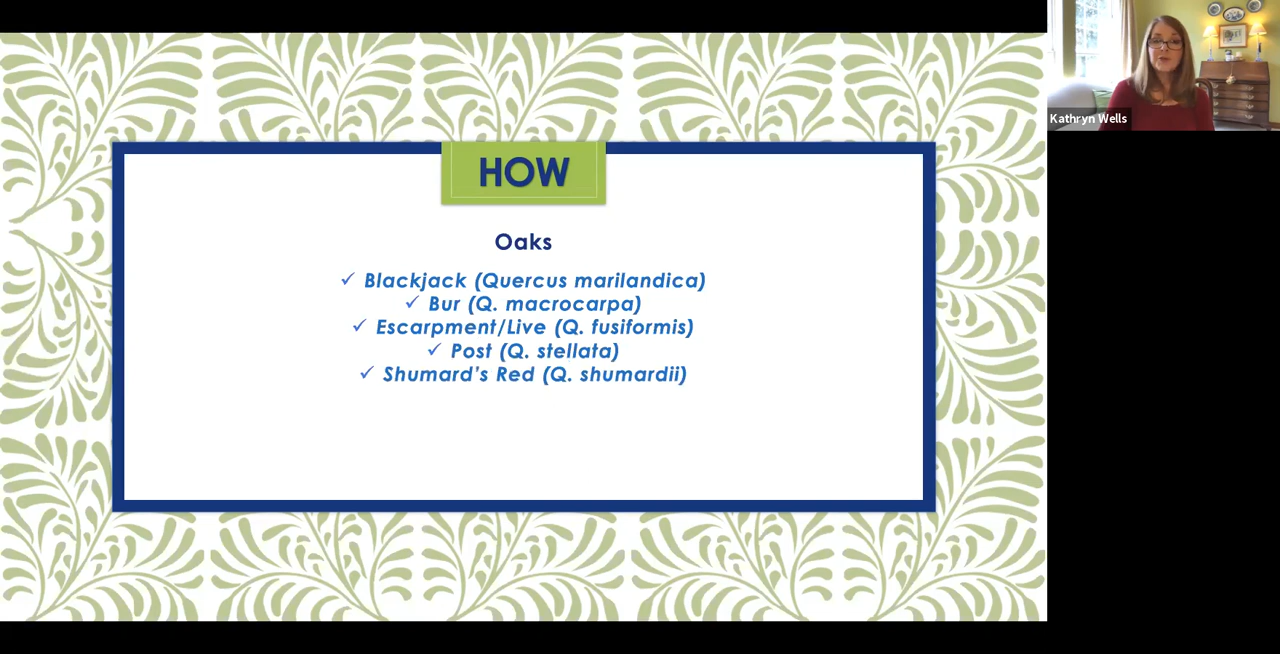 HOW
Oaks
✓ Blackjack (Quercus marilandica)
✓ Bur (Q. macrocarpa)
✓ Escarpment/Live (Q. fusiformis)
✓ Post (Q. stellata)
✓ Shumard’s Red (Q. shumardii)
Kathryn Wells